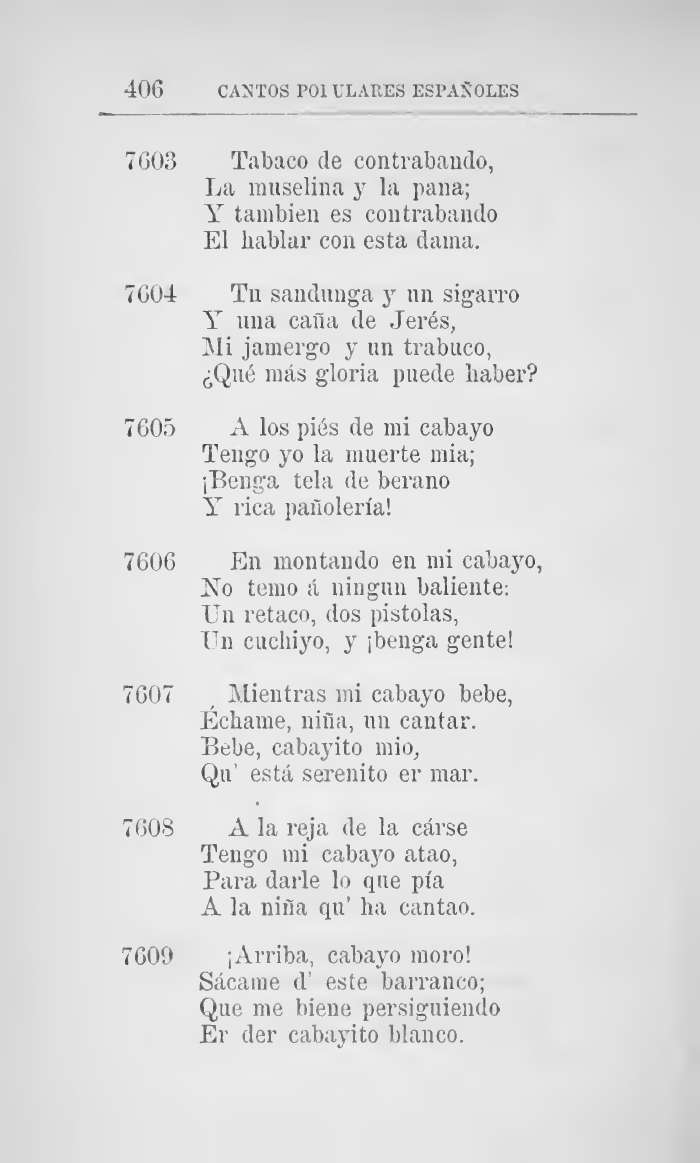 406 CANTOS POPULARES ESPAÑOLES
7603 Tabaco de contrabando,
La muselina y la pana;
Y tambien es contrabando
El hablar con esta dama.
7604 Tu sandunga y un sigarro
Y una caña de Jerés,
Mi jamergo y un trabuco,
¿Qué más gloria puede haber?
7605 A los piés de mi cabayo
Tengo yo la muerte mia;
¡Benga tela de berano
Y rica pañolería!
7606 En montando en mi cabayo,
No temo á ningun baliente:
Un retaco, dos pistolas,
Un cuchiyo, y ¡benga gente!
7607 Mientras mi cabayo bebe,
Échame, niña, un cantar.
Bebe, cabayito mio,
Qu' está serenito er mar.
7608 A la reja de la cárse
Tengo mi cabayo atao,
Para darle lo que pía
A la niña qu' ha cantao.
7609 ¡Arriba, cabayo moro!
Sácame d' este barranco;
Que me biene persiguiendo
Er der cabayito blanco.